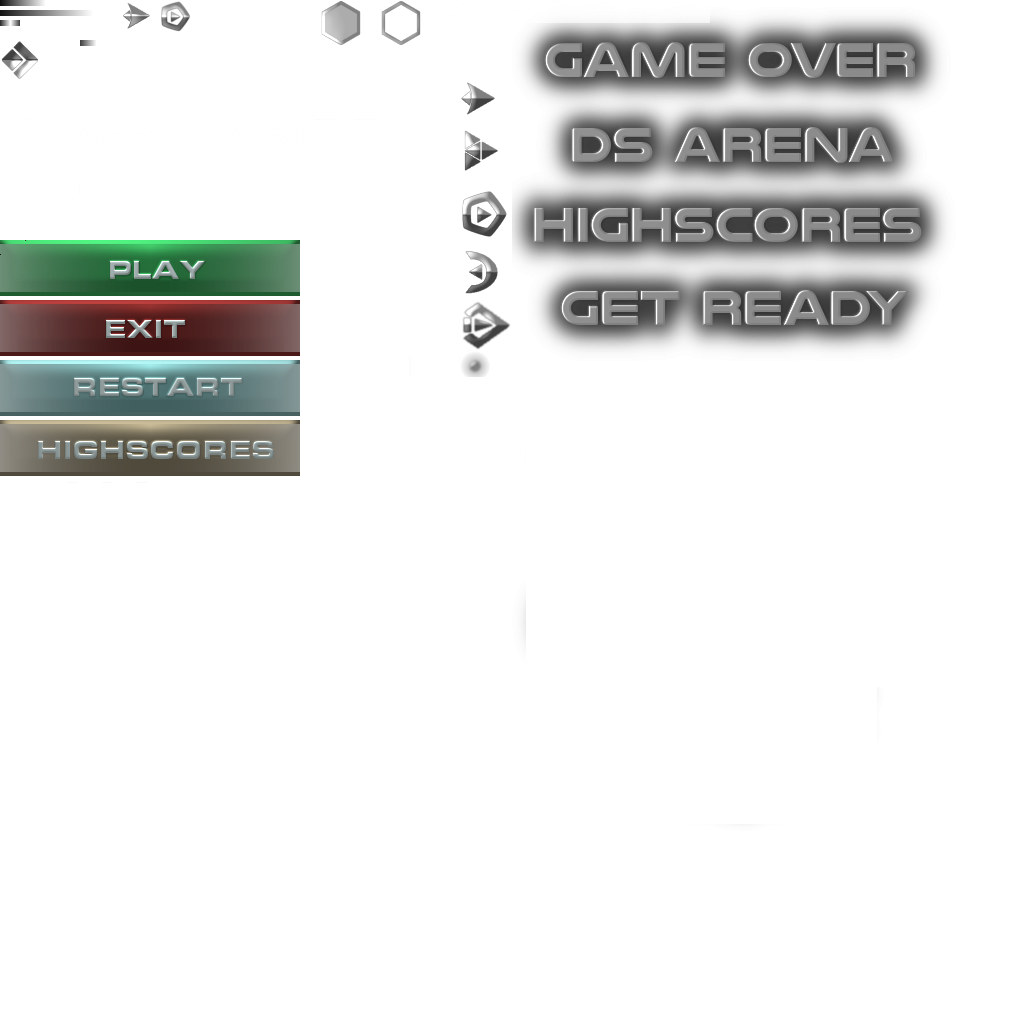 GAME OVER
DS ARENA
HIGHSCORES
GET READY
PLAY
EXIT
RESTART
HIGHSCORES